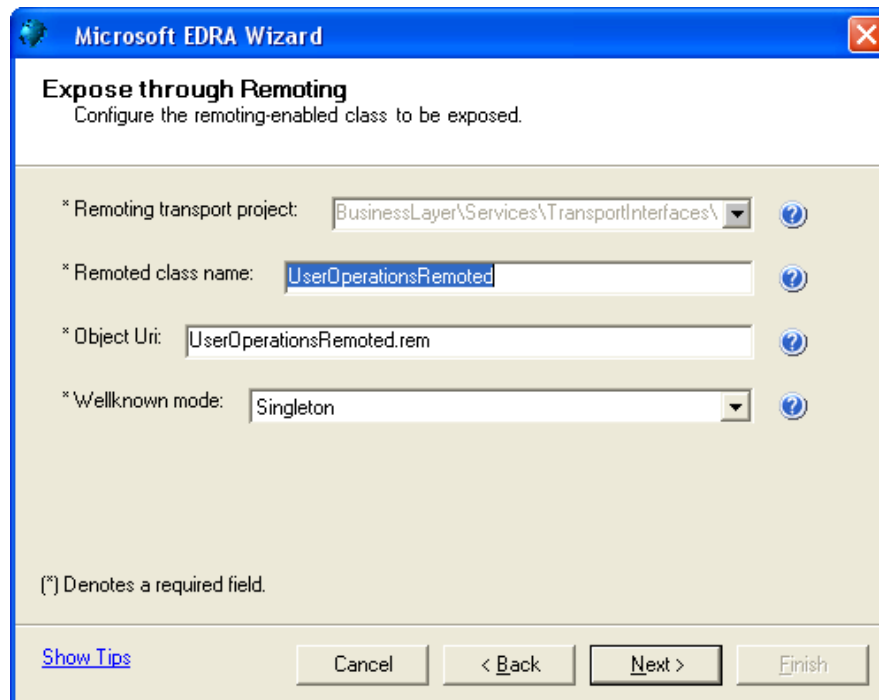 Microsoft EDRA Wizard
Expose through Remoting
Configure the remoting-enabled class to be exposed.
* Remoting transport project: BusinessLayer\Services\TransportInterfaces\
* Remoted class name: UserOperationsRemoted
* Object Uri: UserOperationsRemoted.rem
* Wellknown mode: Singleton
(*) Denotes a required field.
Show Tips Cancel < Back Next > Finish